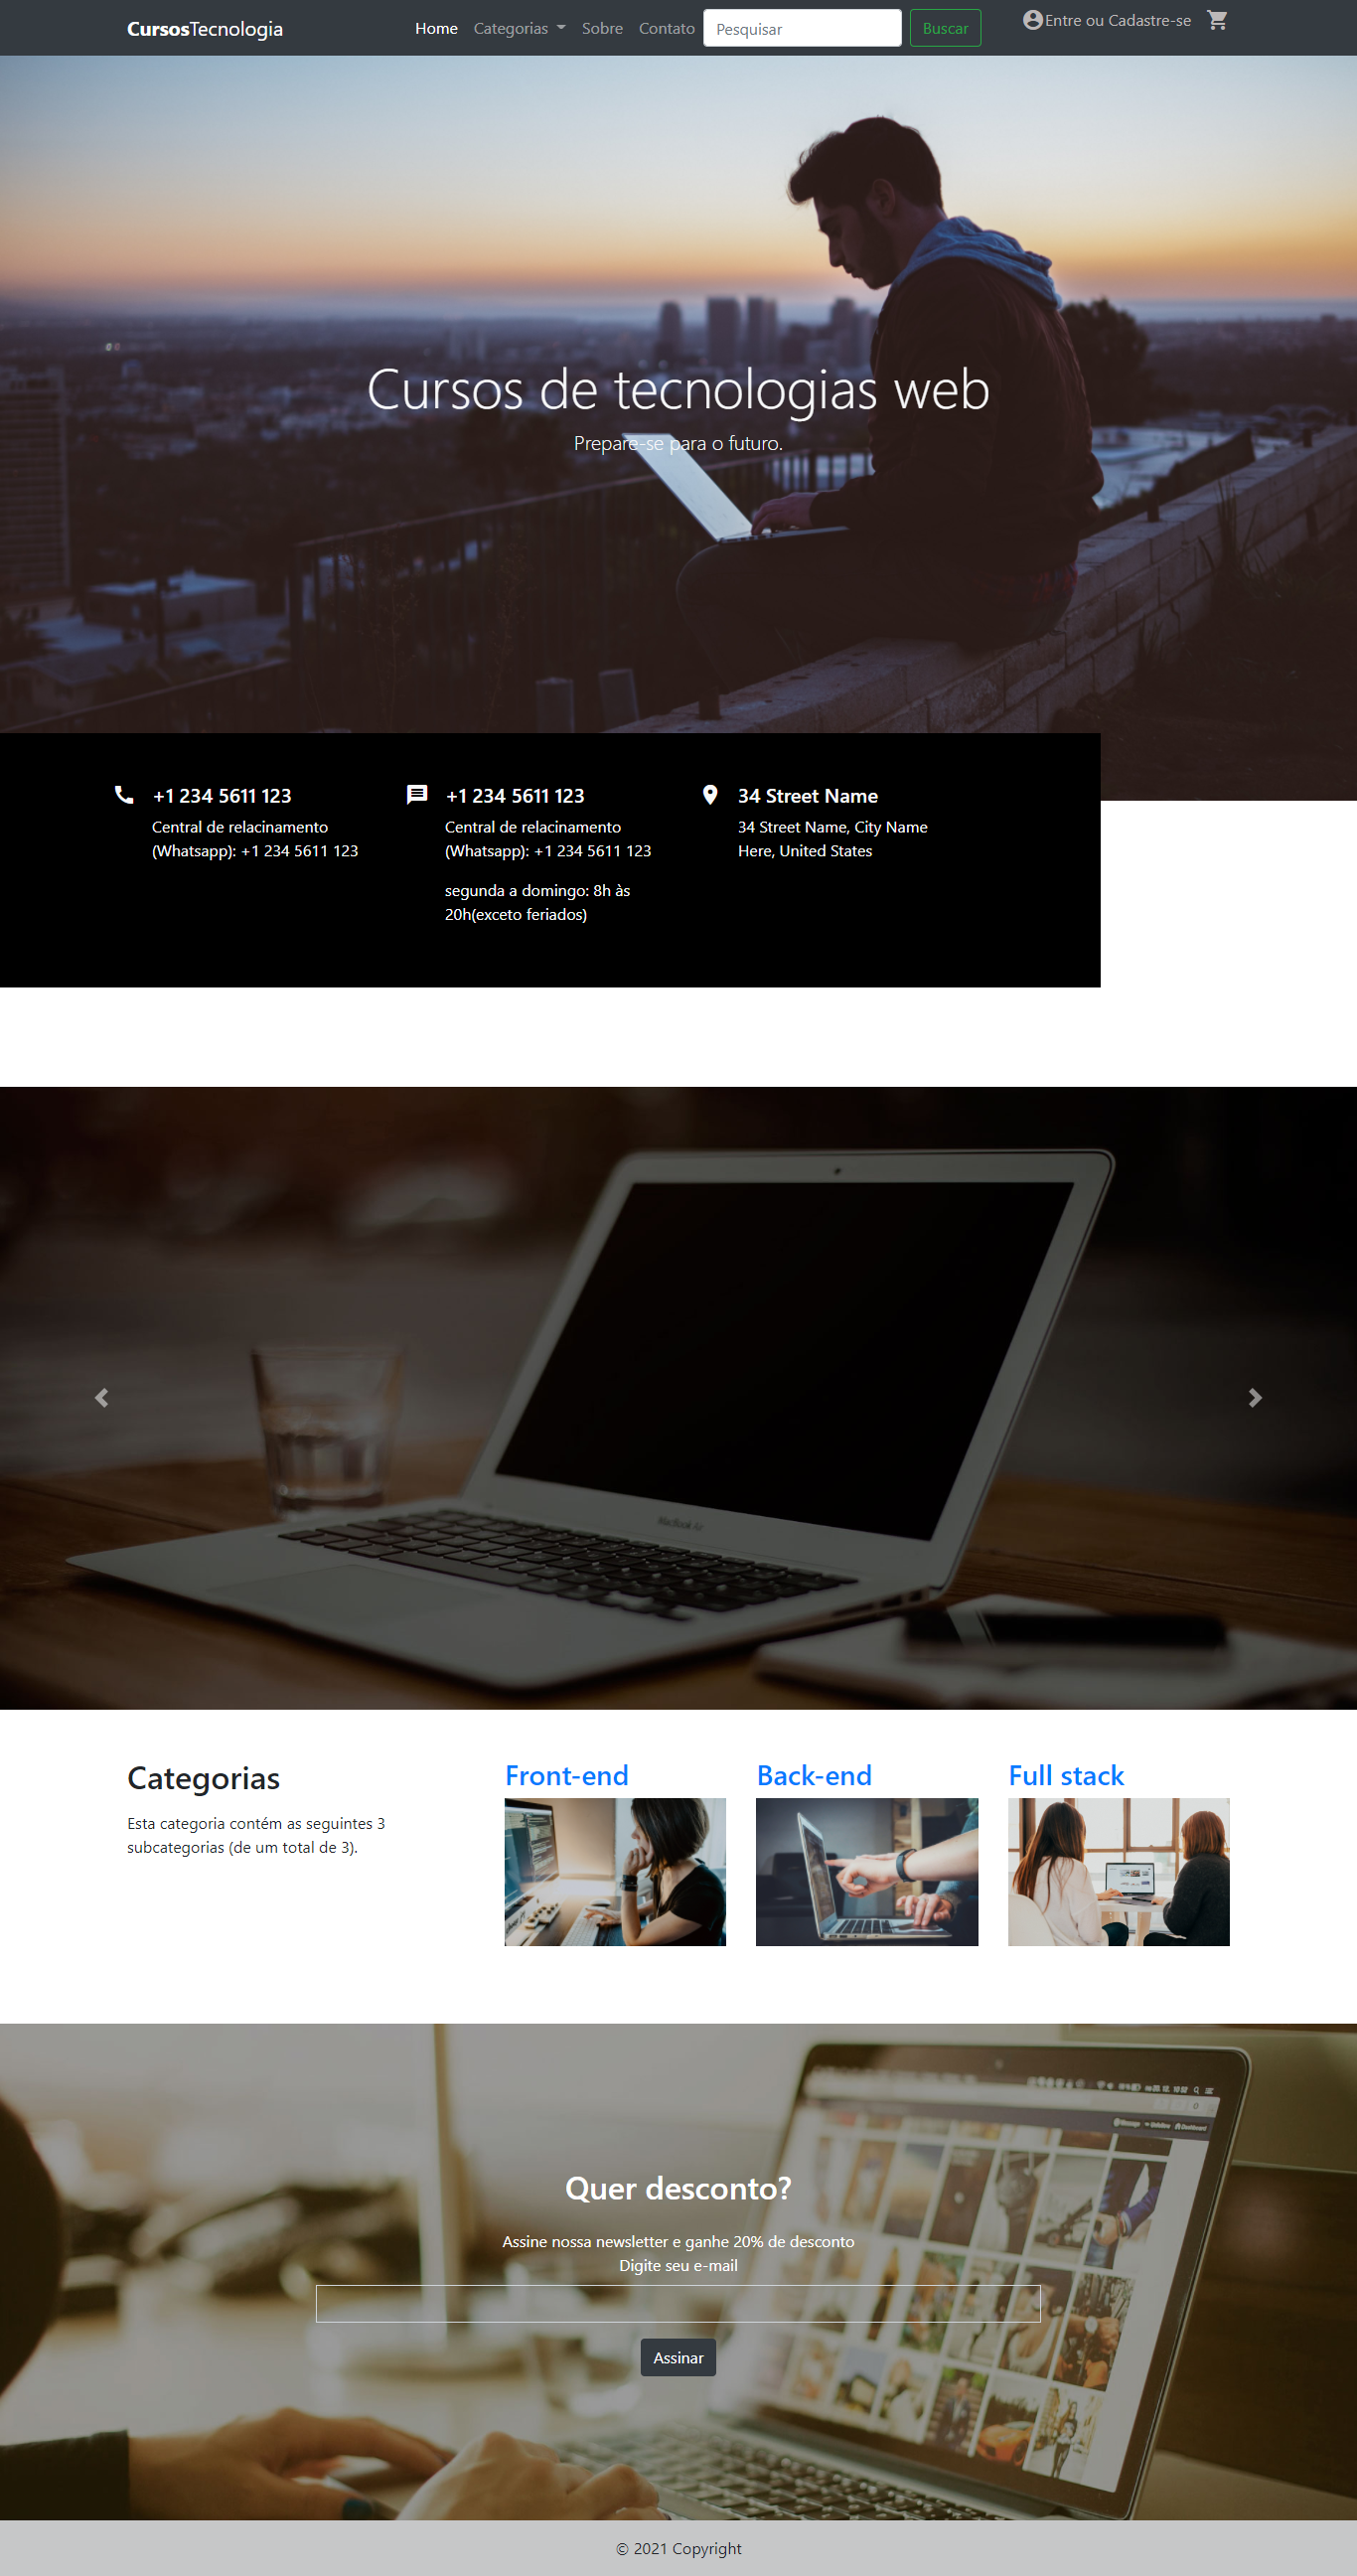 CursosTecnologia
Home Categorias Sobre Contato Pesquisar Buscar Entre ou Cadastre-se
Cursos de tecnologias web
Prepare-se para o futuro.
+1 234 5611 123
Central de relacinamento
(Whatsapp): +1 234 5611 123
+1 234 5611 123
Central de relacinamento
(Whatsapp): +1 234 5611 123
segunda a domingo: 8h às
20h(exceto feriados)
34 Street Name
34 Street Name, City Name
Here, United States
MacBook Air
Categorias
Esta categoria contém as seguintes 3
subcategorias (de um total de 3).
Front-end
Back-end
Full stack
Quer desconto?
Assine nossa newsletter e ganhe 20% de desconto
Digite seu e-mail
Assinar
© 2021 Copyright